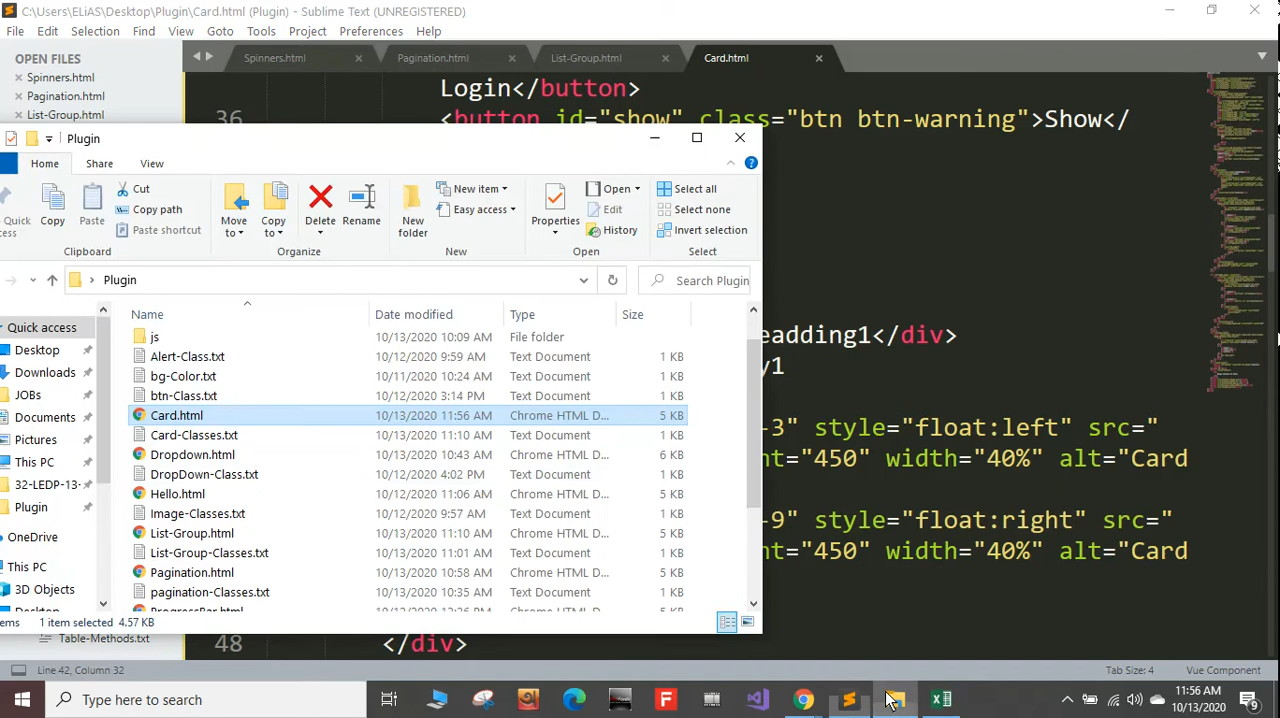 C:\Users\ELiAS\Desktop\Plugin\Card.html (Plugin) - Sublime Text (UNREGISTERED)
File Edit Selection Find View Goto Tools Project Preferences Help
OPEN FILES
Spinners.html
Pagination.html
List-Group.html
Spinners.html Pagination.html List-Group.html Card.html
Login</button>
36 <button id="show" class="btn btn-warning">Show</
Plugin
Home Share View
Copy
Paste
Cut
Copy path
Paste shortcut
Clipboard
Move to
Copy to
Delete
Rename
Organize
New folder
New item
Easy access
New
Properties
Open
Edit
History
Open
Select all
Select none
Invert selection
Select
Plugin
Search Plugin
Name Date modified Type Size
js 10/13/2020 10:09 AM File folder
Alert-Class.txt 10/12/2020 9:59 AM Text Document 1 KB
bg-Color.txt 10/11/2020 10:24 AM Text Document 1 KB
btn-Class.txt 10/12/2020 3:14 PM Text Document 1 KB
Card.html 10/13/2020 11:56 AM Chrome HTML D... 5 KB
Card-Classes.txt 10/13/2020 11:10 AM Text Document 1 KB
Dropdown.html 10/13/2020 10:43 AM Chrome HTML D... 6 KB
DropDown-Class.txt 10/12/2020 4:02 PM Text Document 1 KB
Hello.html 10/12/2020 11:06 AM Chrome HTML D... 5 KB
Image-Classes.txt 10/12/2020 9:57 AM Text Document 1 KB
List-Group.html 10/13/2020 11:10 AM Chrome HTML D... 5 KB
List-Group-Classes.txt 10/13/2020 11:01 AM Text Document 1 KB
Pagination.html 10/13/2020 10:58 AM Chrome HTML D... 5 KB
pagination-Classes.txt 10/13/2020 10:35 AM Text Document 1 KB
Quick access
Desktop
Downloads
JOBs
Documents
Pictures
This PC
32-LEDP-13-
Plugin
OneDrive
This PC
3D Objects
1 item selected 4.57 KB
Table-Methods.txt
eadding1</div>
y1
-3" style="float:left" src="
ht="450" width="40%" alt="Card
-9" style="float:right" src="
ht="450" width="40%" alt="Card
48 </div>
Line 42, Column 32
Tab Size: 4
Vue Component
Type here to search
11:56 AM
10/13/2020
9